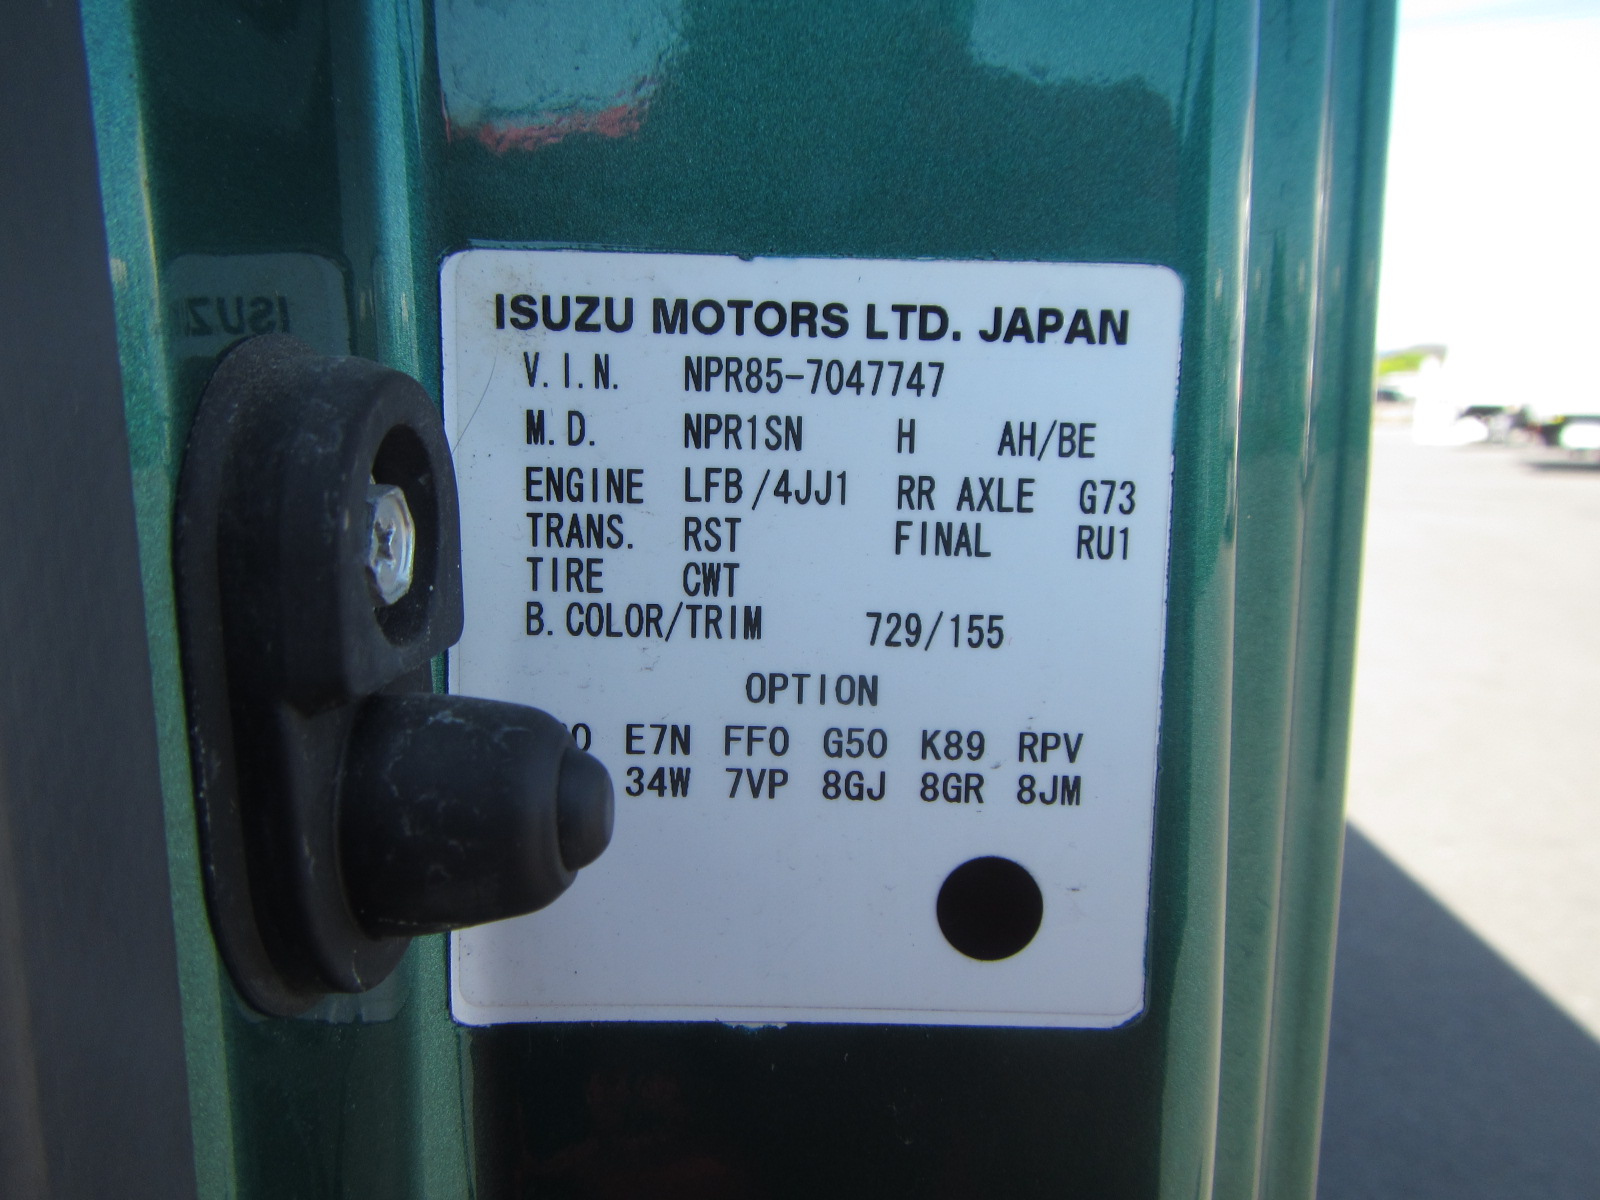 ISUZU MOTORS LTD. JAPAN
V.I.N. NPR85-7047747
M.D. NPR1SN H AH/BE
ENGINE LFB/4JJ1 RR AXLE G73
TRANS. RST FINAL RU1
TIRE CWT
B.COLOR/TRIM 729/155
OPTION
E7N FF0 G50 K89 RPV
34W 7VP 8GJ 8GR 8JM
ISUZU